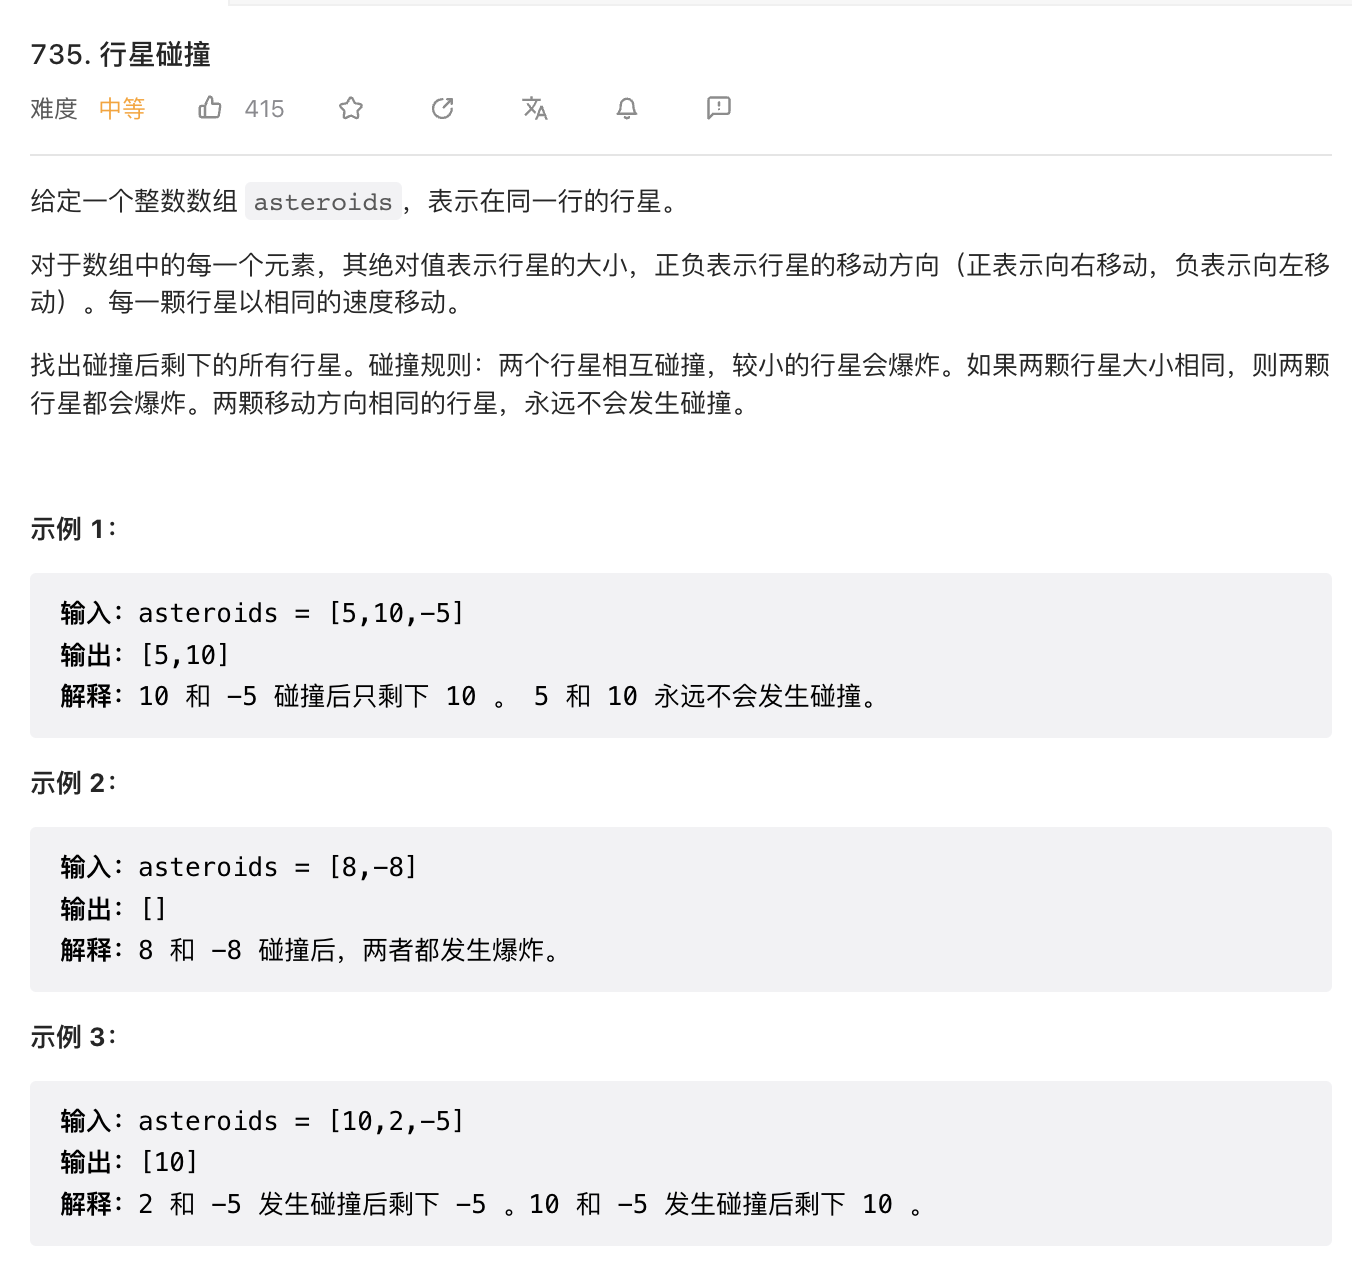 735. 行星碰撞
难度 中等 415
给定一个整数数组 asteroids，表示在同一行的行星。
对于数组中的每一个元素，其绝对值表示行星的大小，正负表示行星的移动方向（正表示向右移动，负表示向左移
动）。每一颗行星以相同的速度移动。
找出碰撞后剩下的所有行星。碰撞规则：两个行星相互碰撞，较小的行星会爆炸。如果两颗行星大小相同，则两颗
行星都会爆炸。两颗移动方向相同的行星，永远不会发生碰撞。
示例 1：
输入：asteroids = [5,10,-5]
输出：[5,10]
解释：10 和 -5 碰撞后只剩下 10 。 5 和 10 永远不会发生碰撞。
示例 2：
输入：asteroids = [8,-8]
输出：[]
解释：8 和 -8 碰撞后，两者都发生爆炸。
示例 3：
输入：asteroids = [10,2,-5]
输出：[10]
解释：2 和 -5 发生碰撞后剩下 -5 。10 和 -5 发生碰撞后剩下 10 。